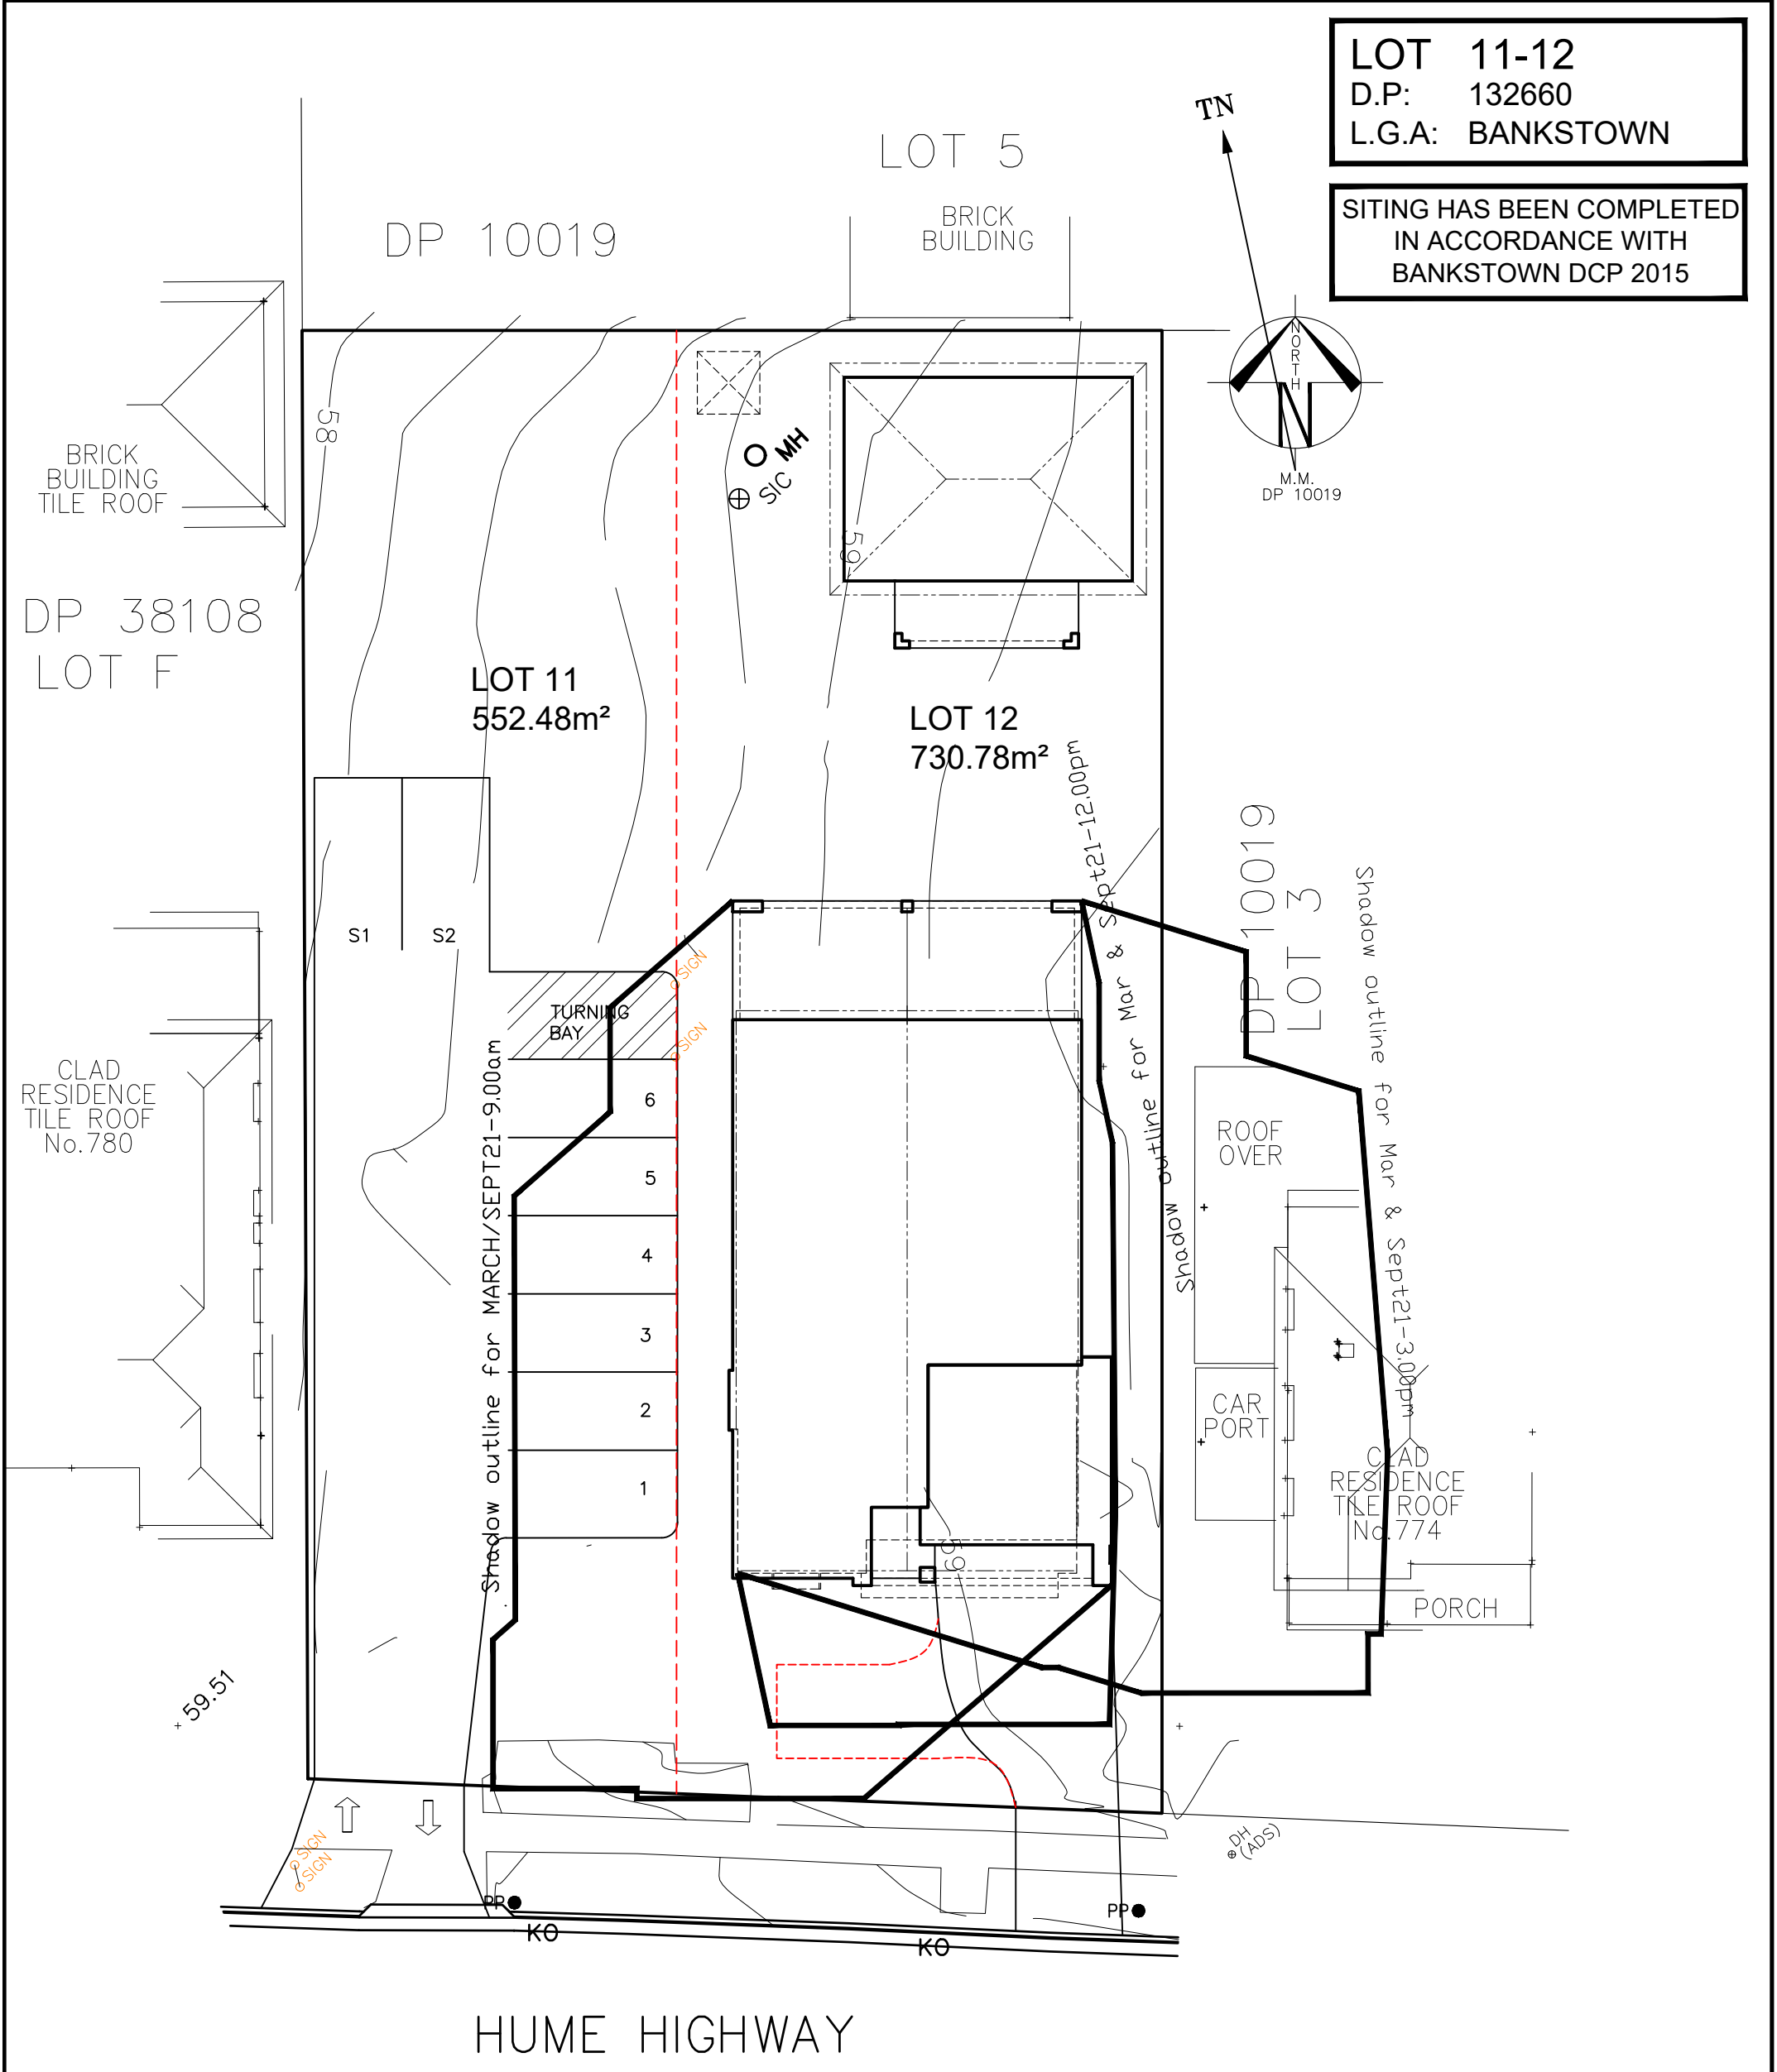 LOT 11-12
D.P: 132660
L.G.A: BANKSTOWN
SITING HAS BEEN COMPLETED
IN ACCORDANCE WITH
BANKSTOWN DCP 2015
TN
NORTH
N
M.M.
DP 10019
LOT 5
BRICK
BUILDING
DP 10019
58
BRICK
BUILDING
TILE ROOF
MH
SIC
59
DP 38108
LOT F
LOT 11
552.48m²
LOT 12
730.78m²
Shadow outline for Mar & Sept21-12.00pm
DP 10019
LOT 3
Shadow outline for Mar & Sept21-3.00pm
S1
S2
SIGN
SIGN
TURNING
BAY
Shadow outline for MARCH/SEPT21-9.00am
CLAD
RESIDENCE
TILE ROOF
No.780
6
5
4
3
2
1
ROOF
OVER
CAR
PORT
CLAD
RESIDENCE
TILE ROOF
No.774
59
PORCH
59.51
SIGN
SIGN
DH
(ADS)
PP
PP
KO
KO
HUME HIGHWAY